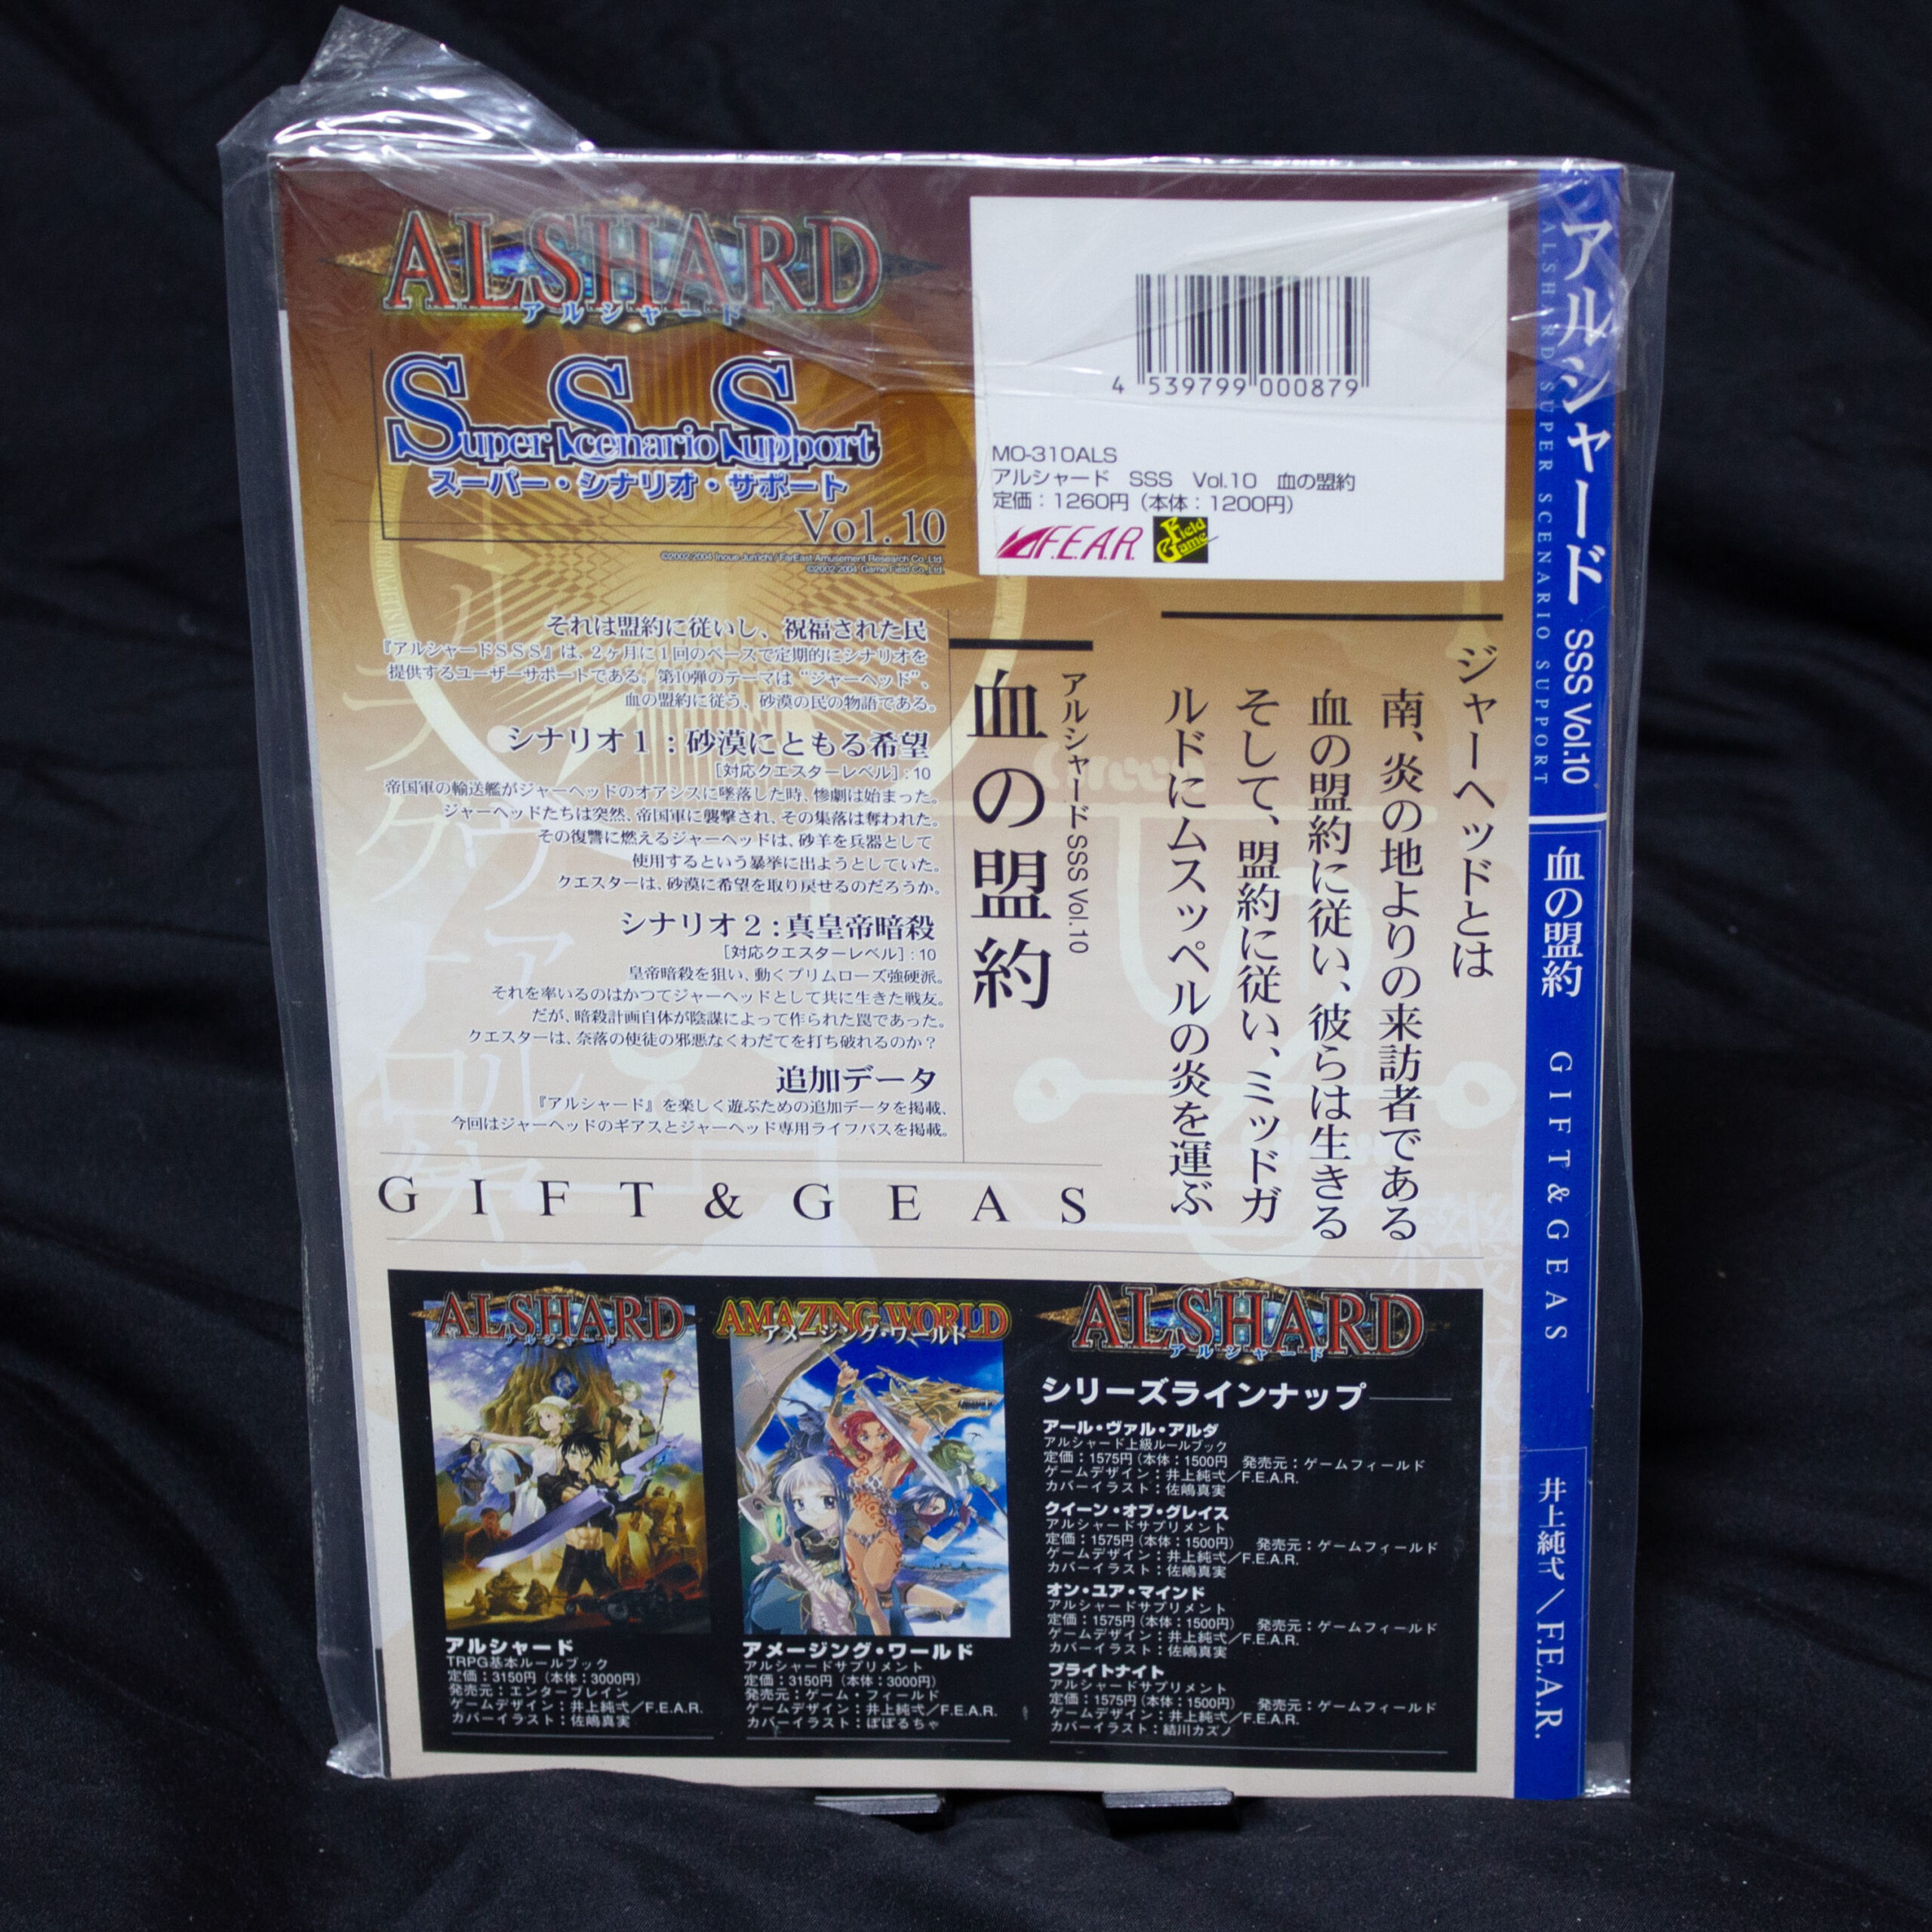 ALSHARD
アルシャード
Super Scenario Support
スーパー・シナリオ・サポート
Vol.10
©2002-2004 Inoue Jun'ichi / FarEast Amusement Research Co.,Ltd.
©2002-2004 Game Field Co.,Ltd.
4 539799 000879
MO-310ALS
アルシャード SSS Vol.10 血の盟約
定価：1260円（本体：1200円）
F.E.A.R.
Field Game
それは盟約に従いし、祝福された民
『アルシャードＳＳＳ』は、２ヶ月に１回のペースで定期的にシナリオを
提供するユーザーサポートである。第10弾のテーマは“ジャーヘッド”、
血の盟約に従う、砂漠の民の物語である。
シナリオ１：砂漠にともる希望
［対応クエスターレベル］：10
帝国軍の輸送艦がジャーヘッドのオアシスに墜落した時、惨劇は始まった。
ジャーヘッドたちは突然、帝国軍に襲撃され、その集落は奪われた。
その復讐に燃えるジャーヘッドは、砂羊を兵器として
使用するという暴挙に出ようとしていた。
クエスターは、砂漠に希望を取り戻せるのだろうか。
シナリオ２：真皇帝暗殺
［対応クエスターレベル］：10
皇帝暗殺を狙い、動くプリムローズ強硬派。
それを率いるのはかつてジャーヘッドとして共に生きた戦友。
だが、暗殺計画自体が陰謀によって作られた罠であった。
クエスターは、奈落の使徒の邪悪なくわだてを打ち破れるのか？
追加データ
『アルシャード』を楽しく遊ぶための追加データを掲載、
今回はジャーヘッドのギアスとジャーヘッド専用ライフパスを掲載。
アルシャード SSS Vol.10
血の盟約
ジャーヘッドとは
南、炎の地よりの来訪者である
血の盟約に従い、彼らは生きる
そして、盟約に従い、ミッドガ
ルドにムスッペルの炎を運ぶ
GIFT&GEAS
ALSHARD
アルシャード
アルシャード
TRPG基本ルールブック
定価：3150円（本体：3000円）
発売元：エンターブレイン
ゲームデザイン：井上純弌／F.E.A.R.
カバーイラスト：佐嶋真実
AMAZING WORLD
アメージング・ワールド
アメージング・ワールド
アルシャードサプリメント
定価：3150円（本体：3000円）
発売元：ゲーム・フィールド
ゲームデザイン：井上純弌／F.E.A.R.
カバーイラスト：ぽぽるちゃ
ALSHARD
アルシャード
シリーズラインナップ
アール・ヴァル・アルダ
アルシャード上級ルールブック
定価：1575円（本体：1500円 発売元：ゲームフィールド
ゲームデザイン：井上純弌／F.E.A.R.
カバーイラスト：佐嶋真実
クイーン・オブ・グレイス
アルシャードサプリメント
定価：1575円（本体：1500円） 発売元：ゲームフィールド
ゲームデザイン：井上純弌／F.E.A.R.
カバーイラスト：佐嶋真実
オン・ユア・マインド
アルシャードサプリメント
定価：1575円（本体：1500円） 発売元：ゲームフィールド
ゲームデザイン：井上純弌／F.E.A.R.
カバーイラスト：佐嶋真実
ブライトナイト
アルシャードサプリメント
定価：1575円（本体：1500円） 発売元：ゲームフィールド
ゲームデザイン：井上純弌／F.E.A.R.
カバーイラスト：結川カズノ
アルシャード SSS Vol.10
ALSHARD SUPER SCENARIO SUPPORT
血の盟約 GIFT&GEAS
井上純弌／F.E.A.R.